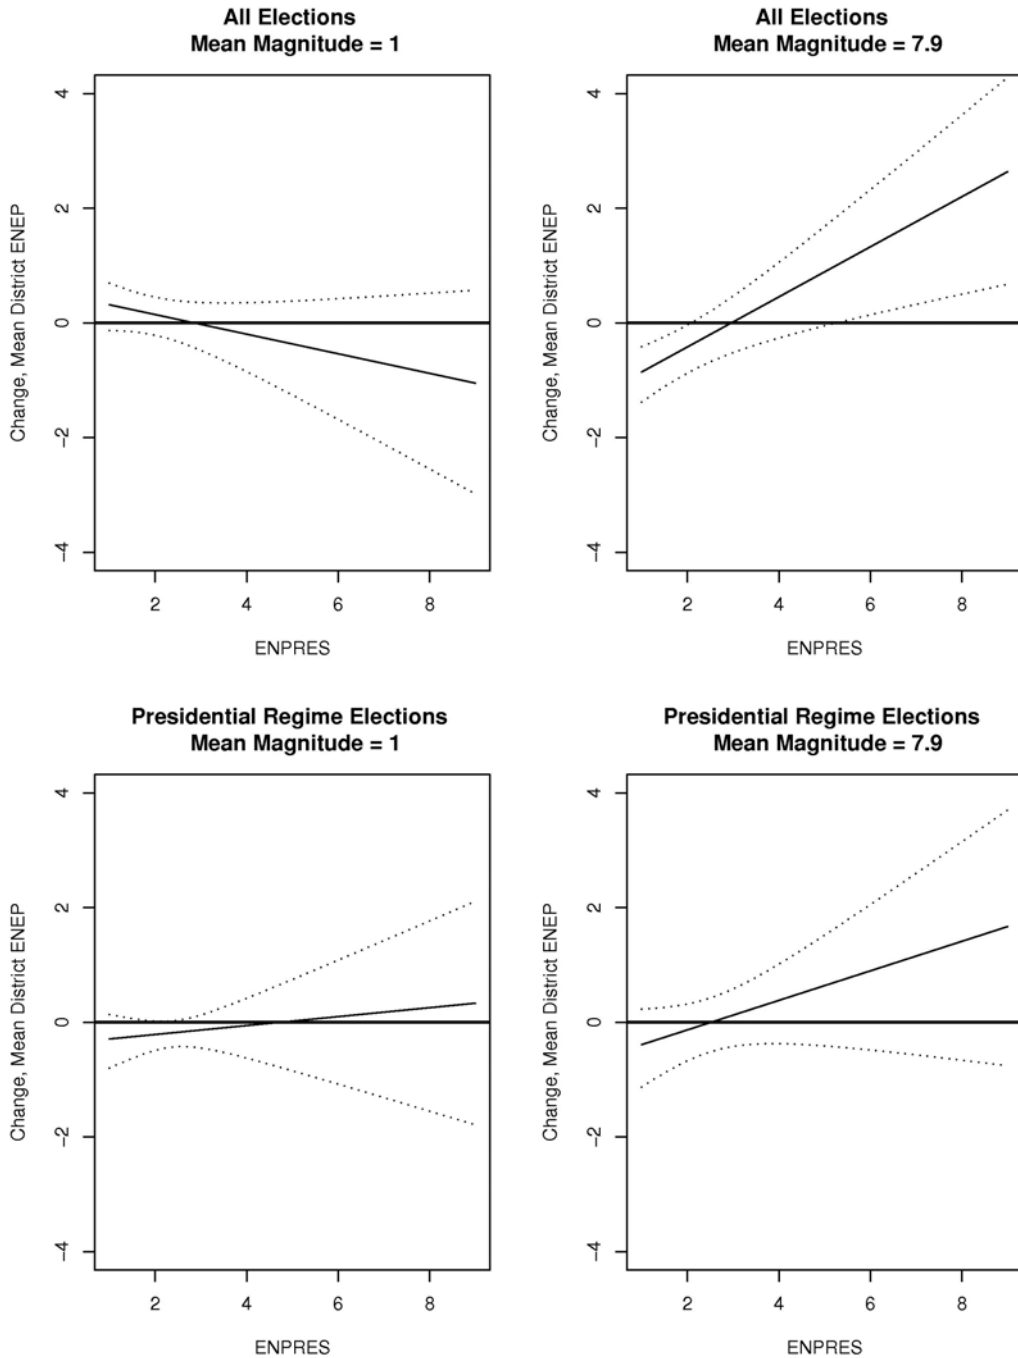 All Elections
Mean Magnitude = 1
Change, Mean District ENEP
4
2
0
−2
−4
2 4 6 8
ENPRES
All Elections
Mean Magnitude = 7.9
Change, Mean District ENEP
4
2
0
−2
−4
2 4 6 8
ENPRES
Presidential Regime Elections
Mean Magnitude = 1
Change, Mean District ENEP
4
2
0
−2
−4
2 4 6 8
ENPRES
Presidential Regime Elections
Mean Magnitude = 7.9
Change, Mean District ENEP
4
2
0
−2
−4
2 4 6 8
ENPRES